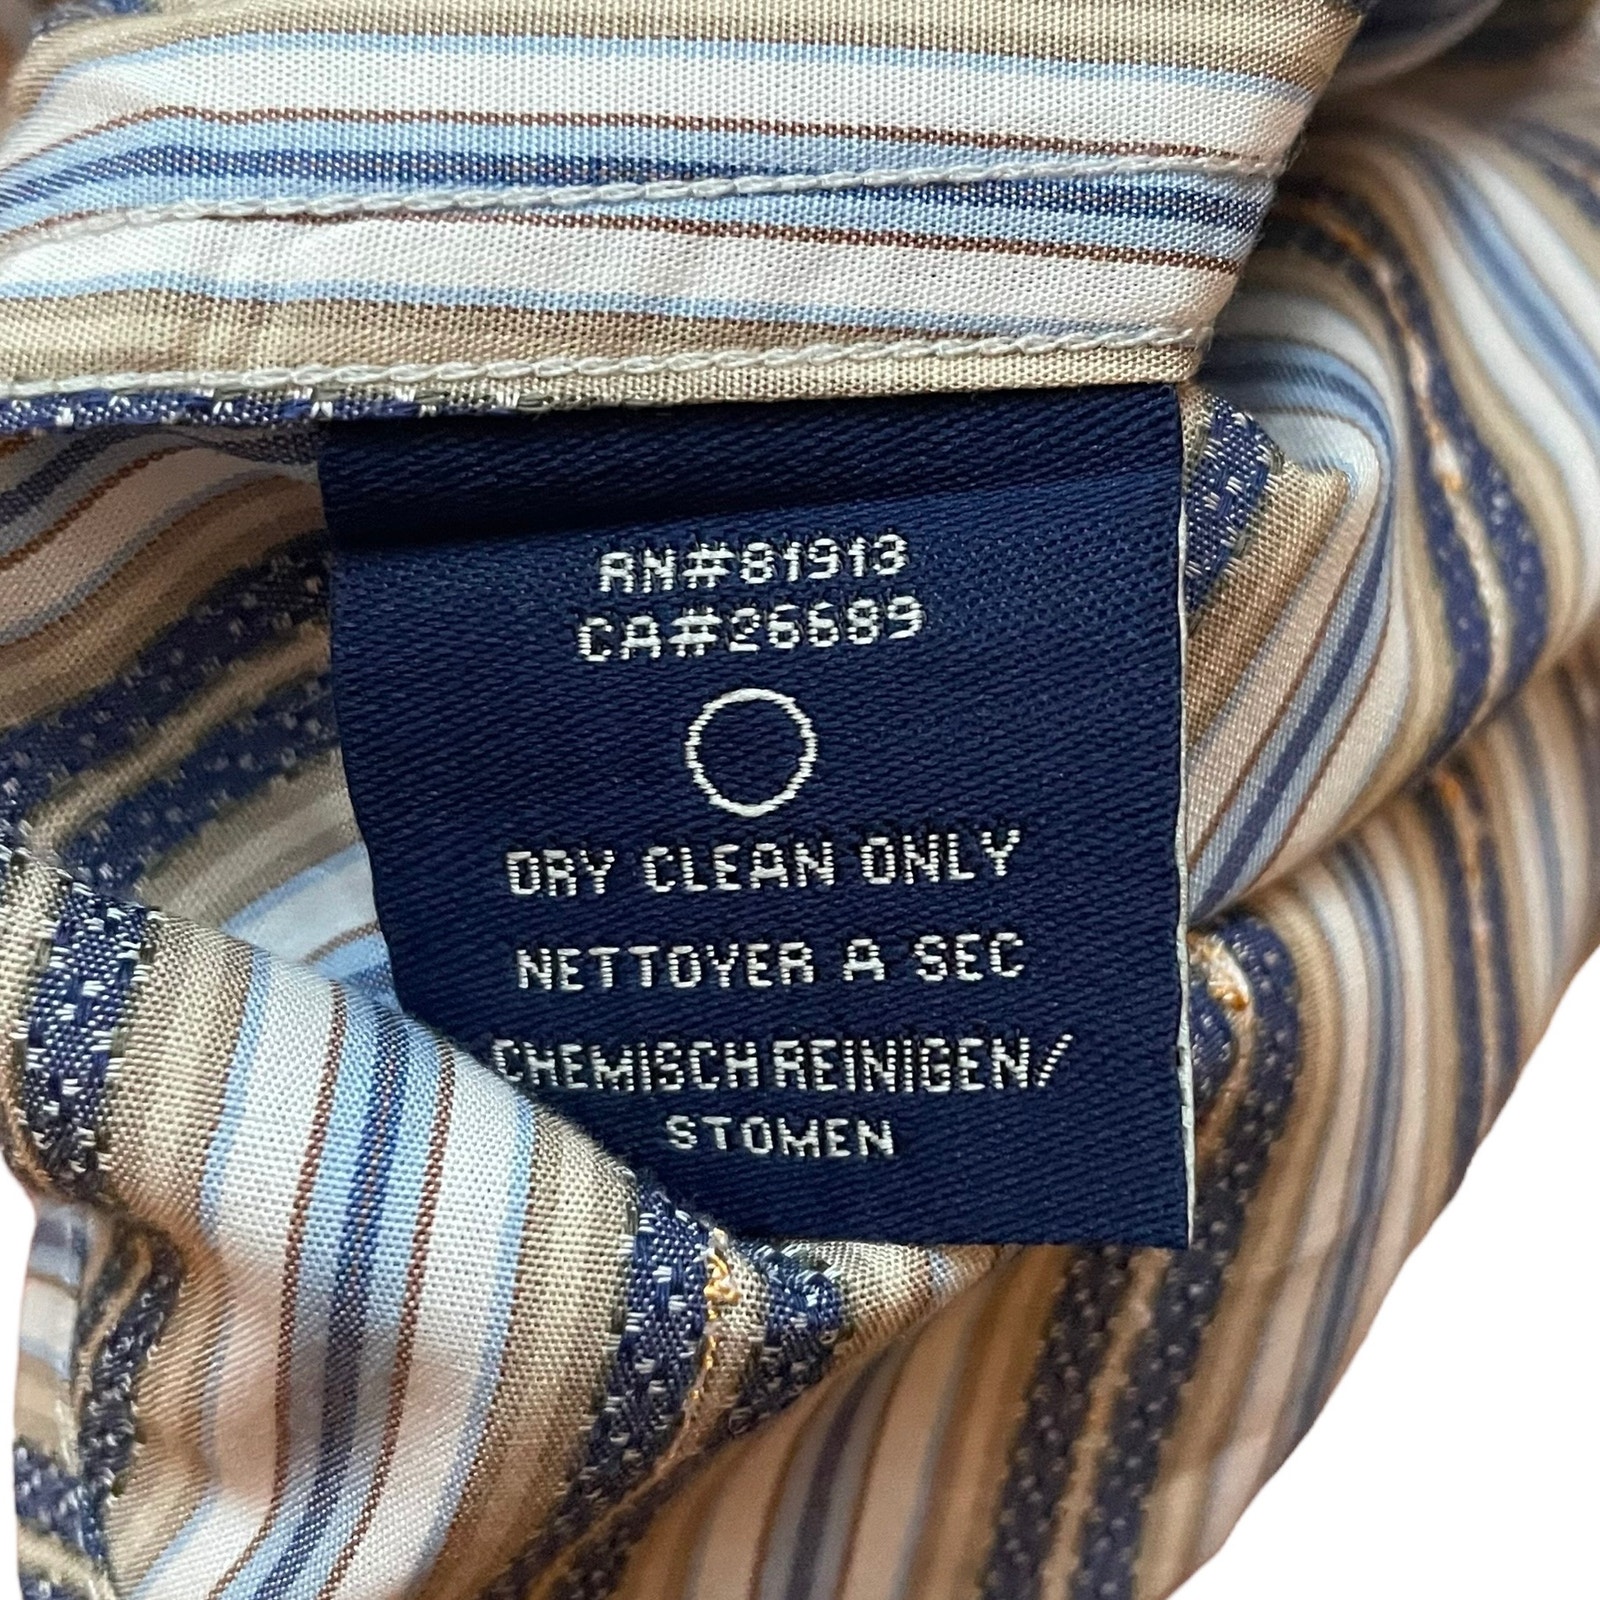 RN#81913
CA#26689
DRY CLEAN ONLY
NETTOYER A SEC
CHEMISCH REINIGEN/
STOMEN